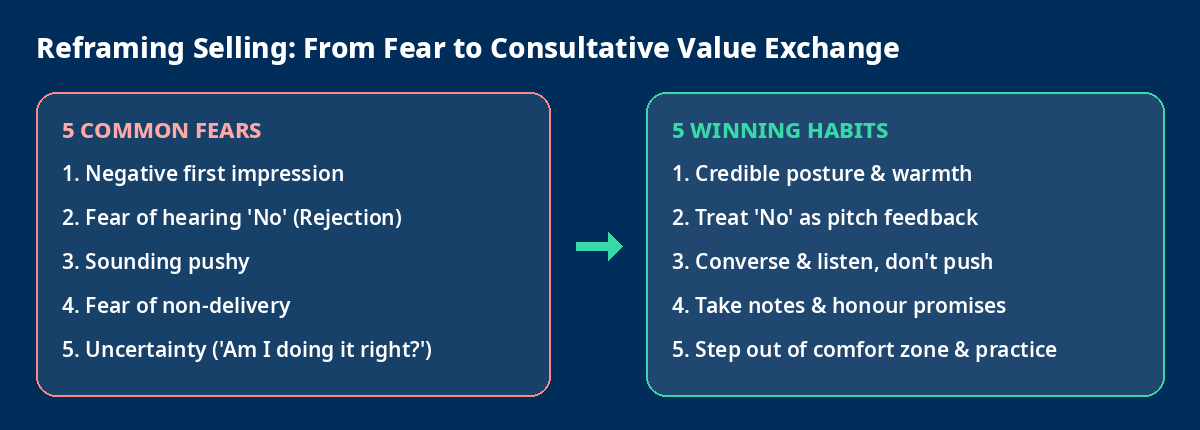 Reframing Selling: From Fear to Consultative Value Exchange
5 COMMON FEARS
1. Negative first impression
2. Fear of hearing 'No' (Rejection)
3. Sounding pushy
4. Fear of non-delivery
5. Uncertainty ('Am I doing it right?')
5 WINNING HABITS
1. Credible posture & warmth
2. Treat 'No' as pitch feedback
3. Converse & listen, don't push
4. Take notes & honour promises
5. Step out of comfort zone & practice